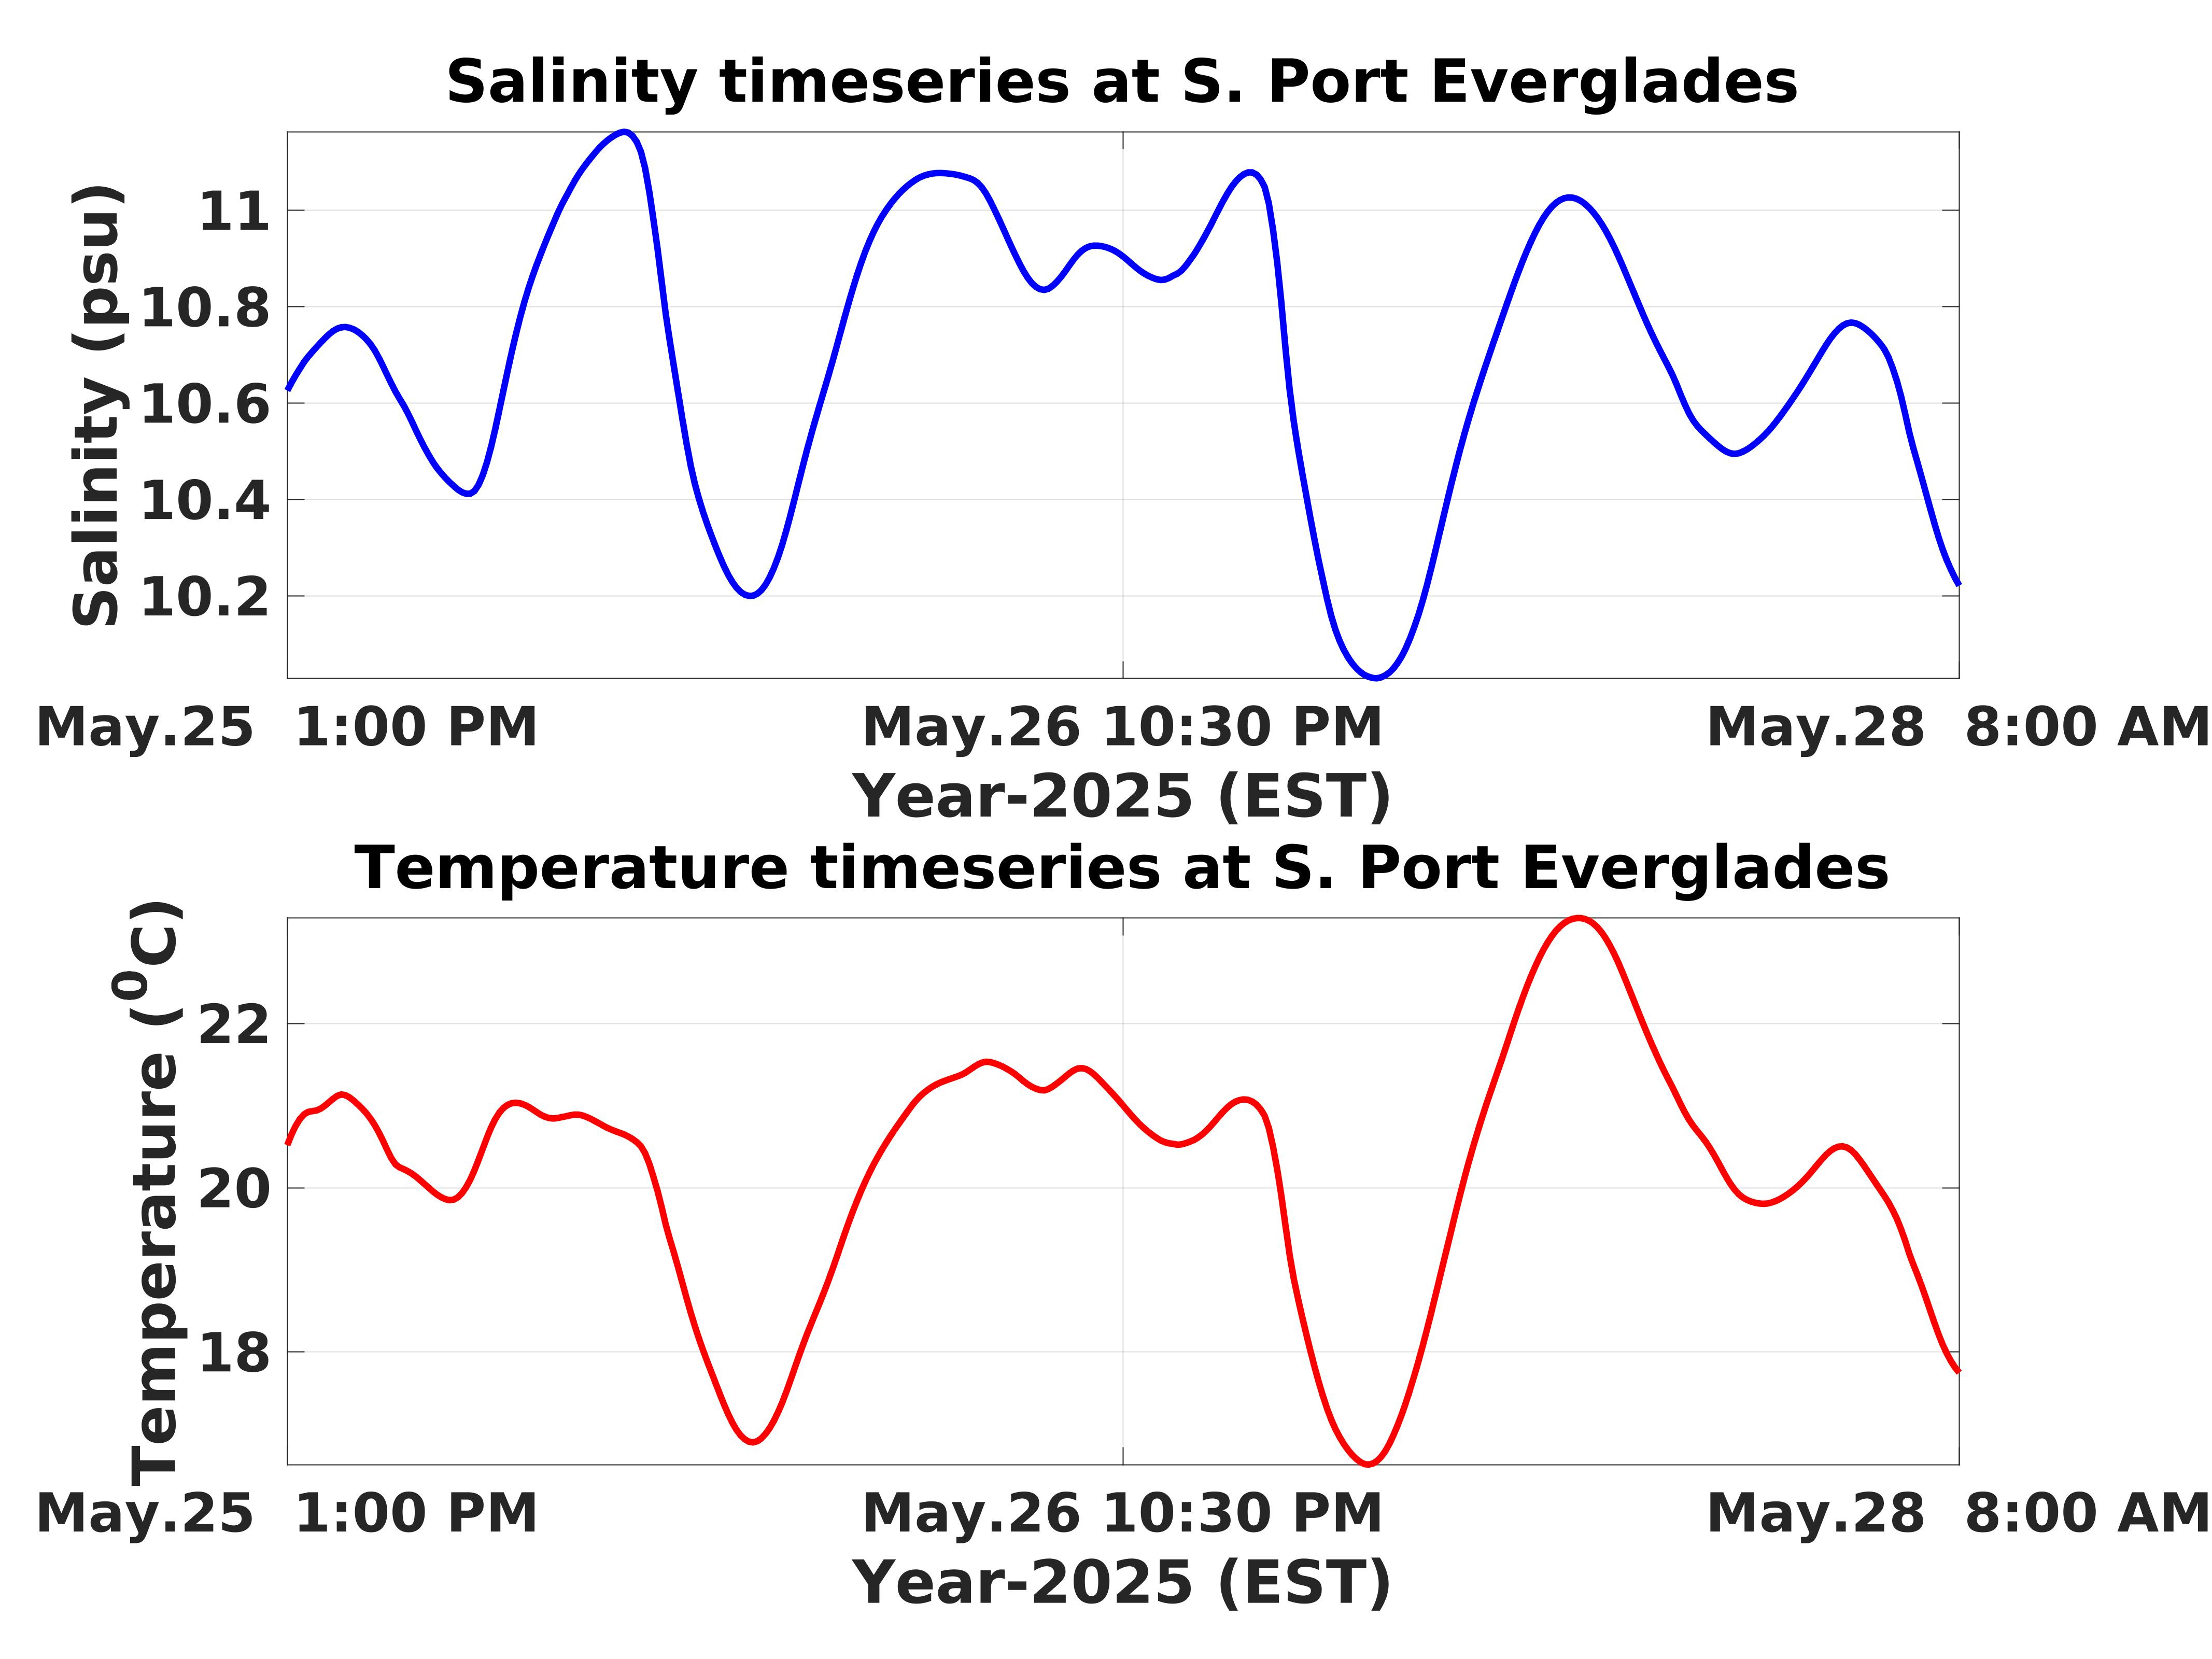 Salinity timeseries at S. Port Everglades
Salinity (psu)
11
10.8
10.6
10.4
10.2
May.25  1:00 PM
May.26 10:30 PM
May.28  8:00 AM
Year-2025 (EST)
Temperature timeseries at S. Port Everglades
Temperature (⁰C)
22
20
18
May.25  1:00 PM
May.26 10:30 PM
May.28  8:00 AM
Year-2025 (EST)